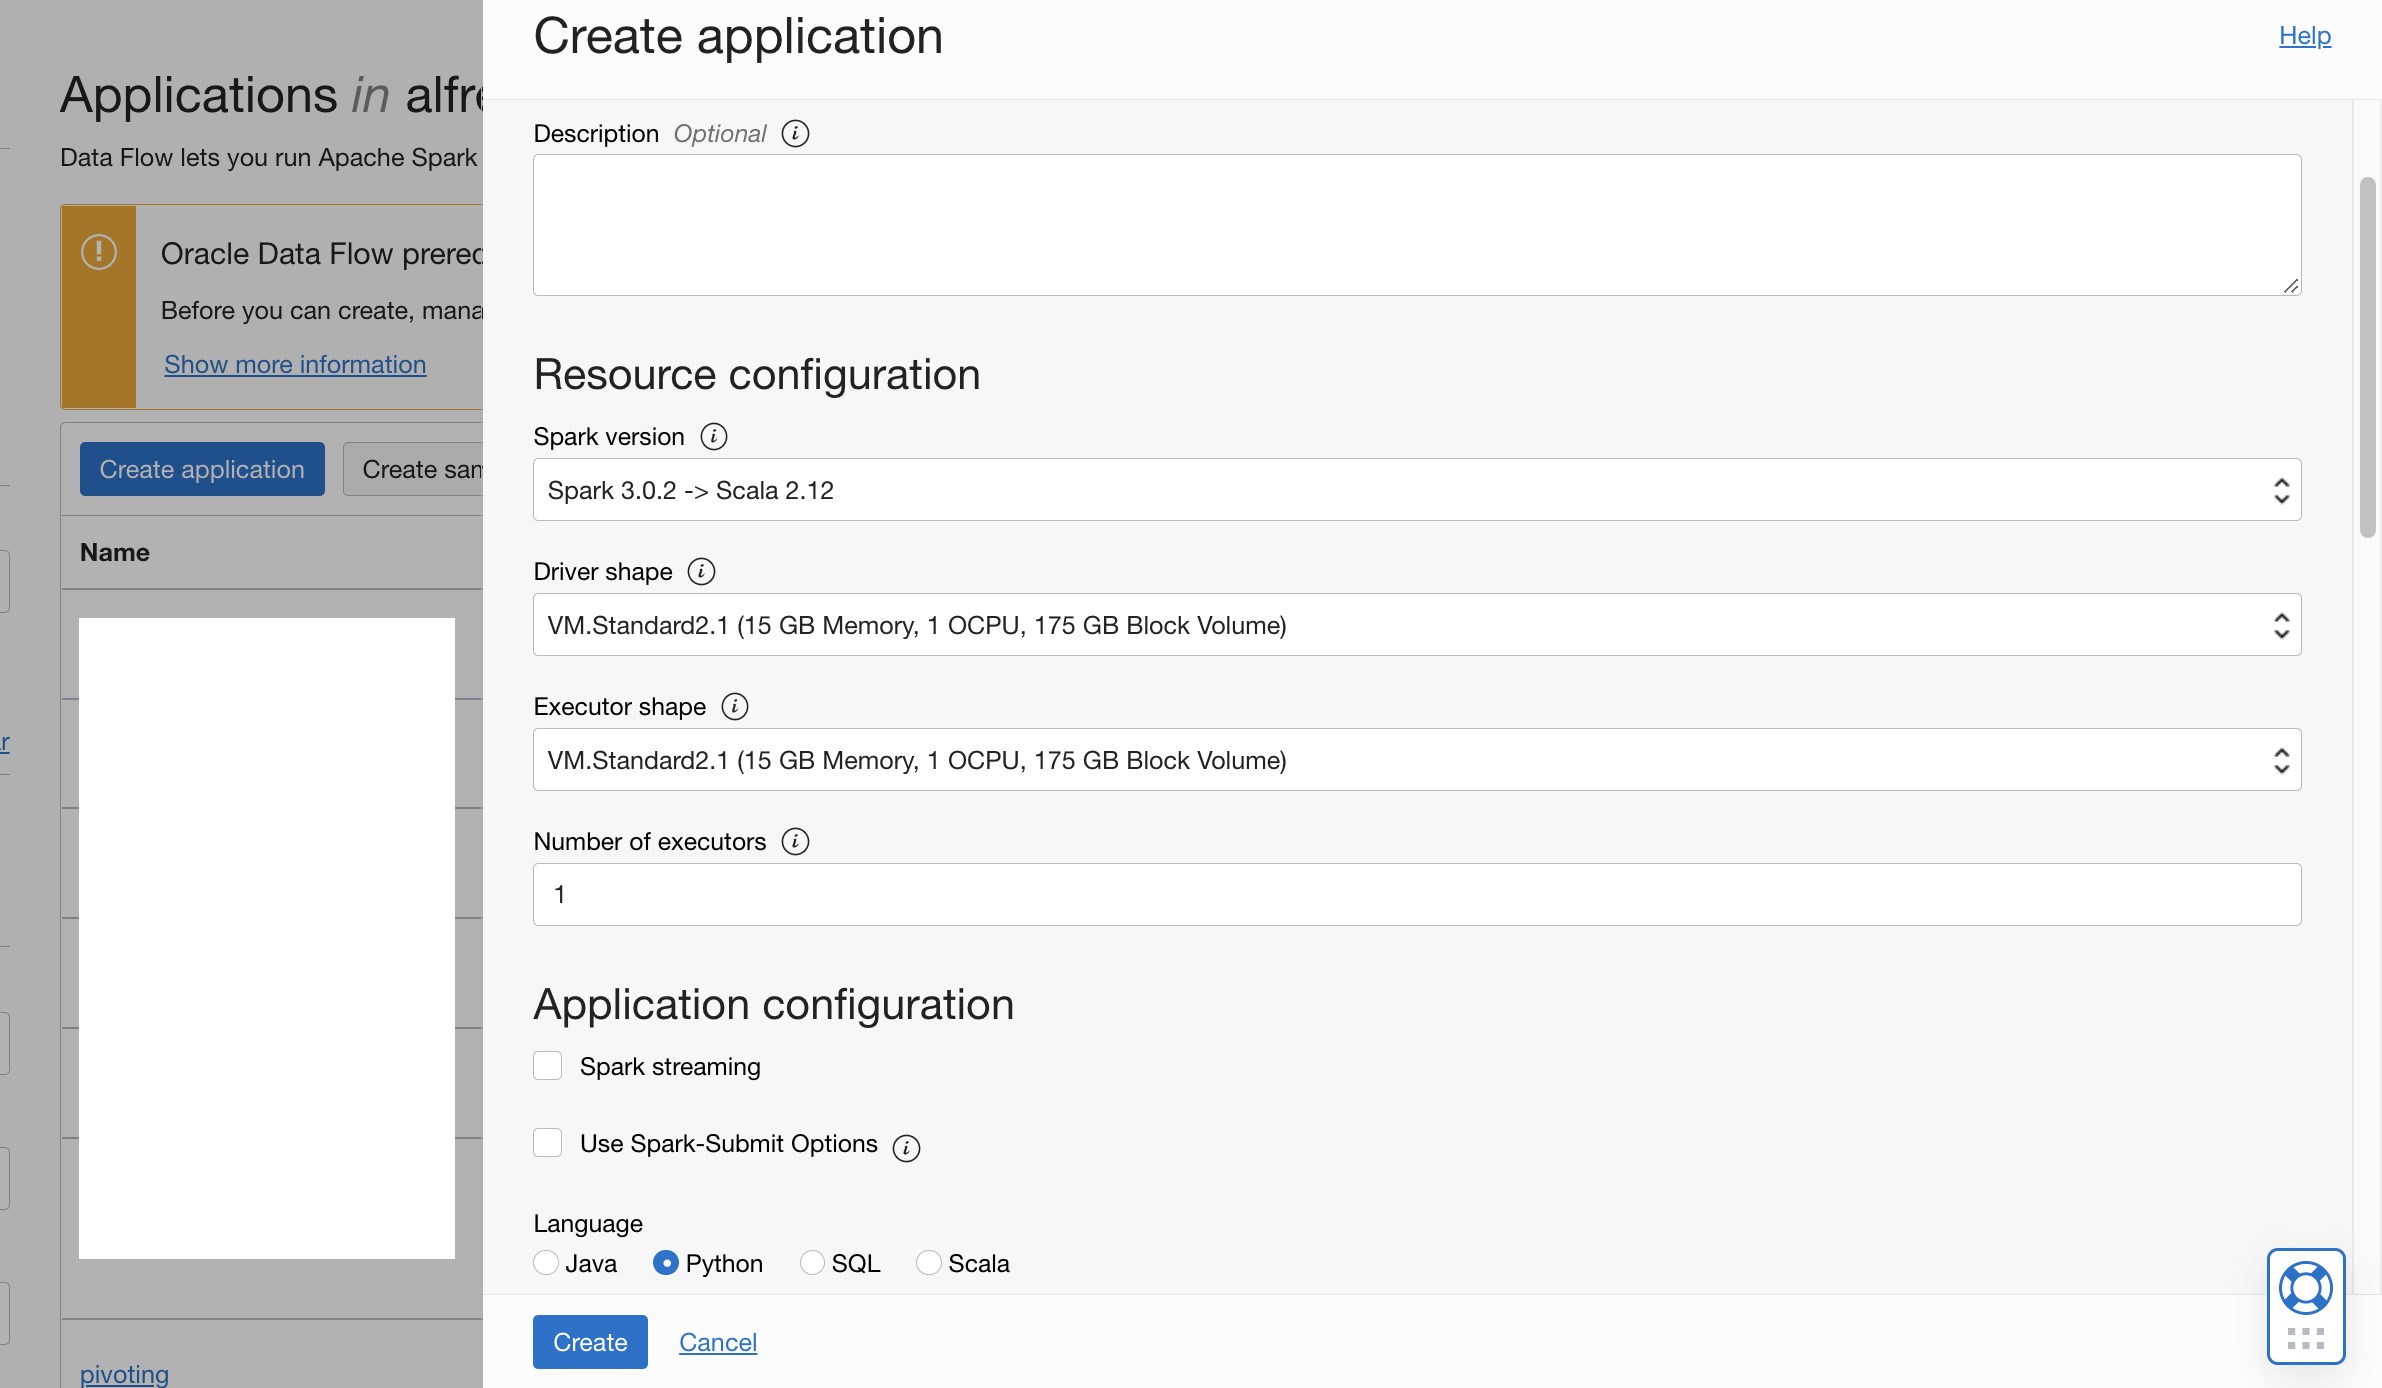 Applications in alfre
Data Flow lets you run Apache Spark
Oracle Data Flow prerec
Before you can create, mana
Show more information
Create application
Create sam
Name
r
pivoting
Create application
Help
Description Optional
Resource configuration
Spark version
Spark 3.0.2 -> Scala 2.12
Driver shape
VM.Standard2.1 (15 GB Memory, 1 OCPU, 175 GB Block Volume)
Executor shape
VM.Standard2.1 (15 GB Memory, 1 OCPU, 175 GB Block Volume)
Number of executors
1
Application configuration
Spark streaming
Use Spark-Submit Options
Language
Java Python SQL Scala
Create Cancel